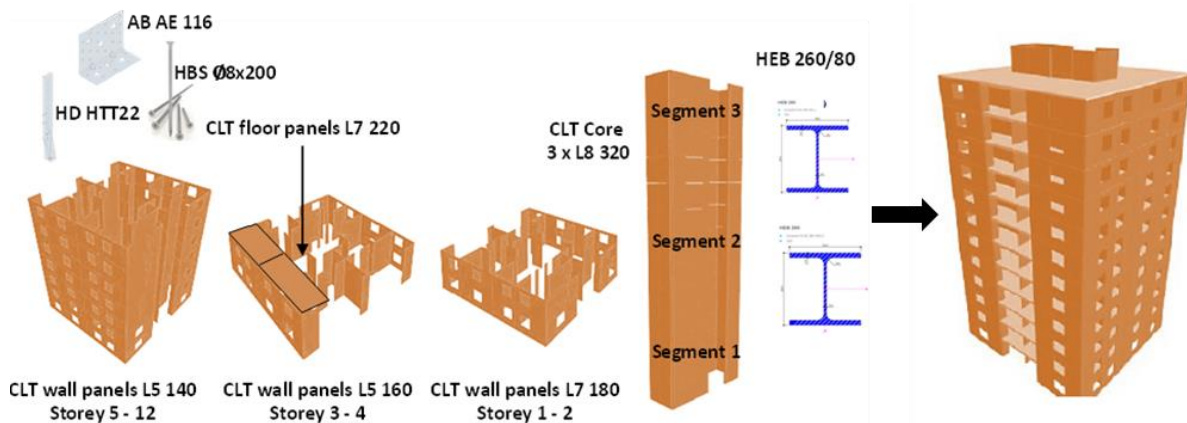 AB AE 116
HBS Ø8x200
HD HTT22
CLT floor panels L7 220
CLT Core
3 x L8 320
HEB 260/80
Segment 3
Segment 2
Segment 1
CLT wall panels L5 140
Storey 5 - 12
CLT wall panels L5 160
Storey 3 - 4
CLT wall panels L7 180
Storey 1 - 2